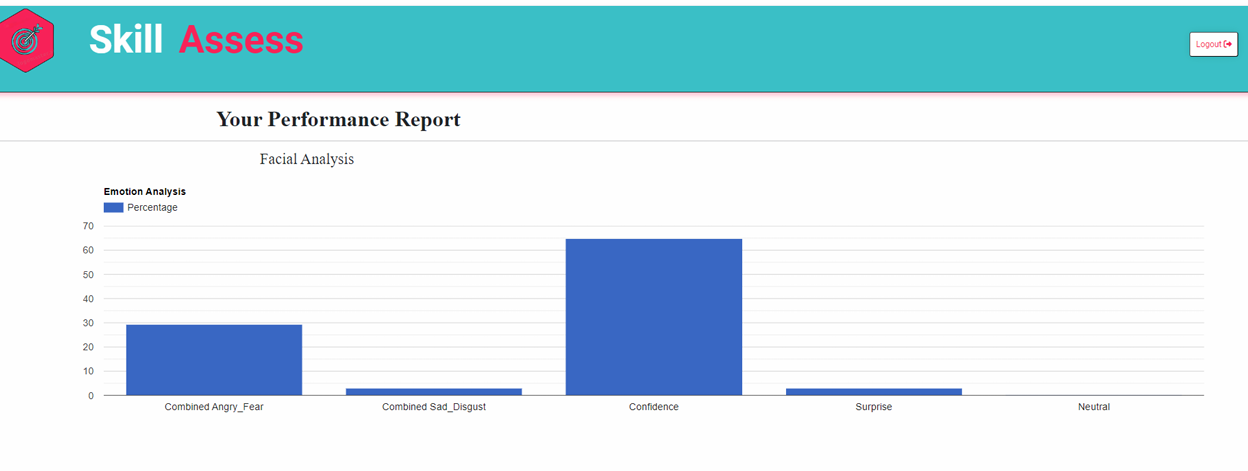 Skill Assess
Logout
Your Performance Report
Facial Analysis
Emotion Analysis
Percentage
70
60
50
40
30
20
10
0
Combined Angry_Fear Combined Sad_Disgust Confidence Surprise Neutral